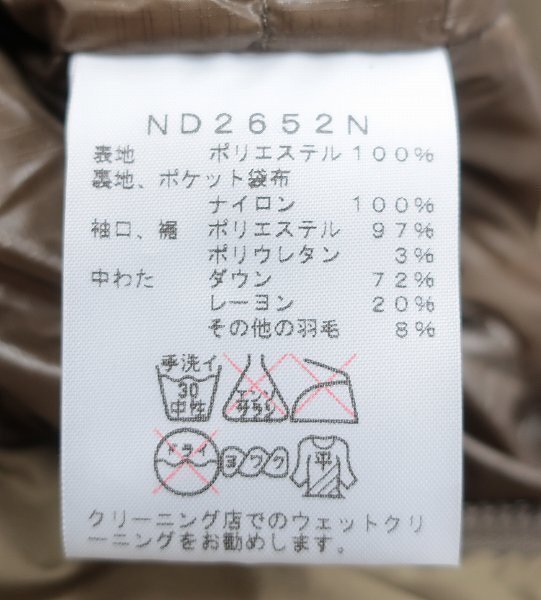 ND2652N
表地 ポリエステル 100%
裏地、ポケット袋布
ナイロン 100%
袖口、裾 ポリエステル 97%
ポリウレタン 3%
中わた ダウン 72%
レーヨン 20%
その他の羽毛 8%
手洗イ
30
中性
エンソ
サラシ
ドライ
ヨワク
平
クリーニング店でのウェットクリ
ーニングをお勧めします。